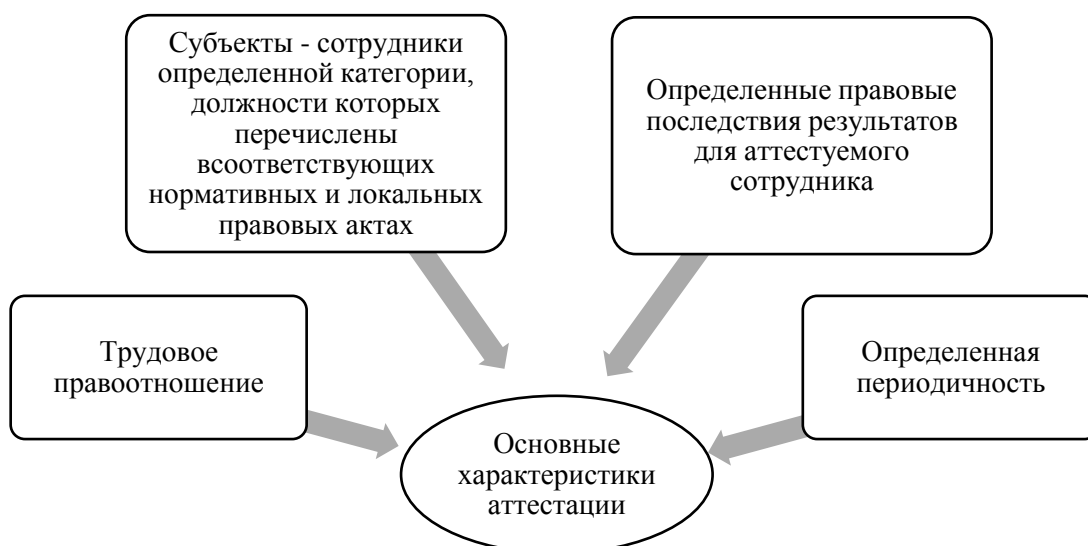 Субъекты - сотрудники
определенной категории,
должности которых
перечислены
всоответствующих
нормативных и локальных
правовых актах
Определенные правовые
последствия результатов
для аттестуемого
сотрудника
Трудовое
правоотношение
Определенная
периодичность
Основные
характеристики
аттестации